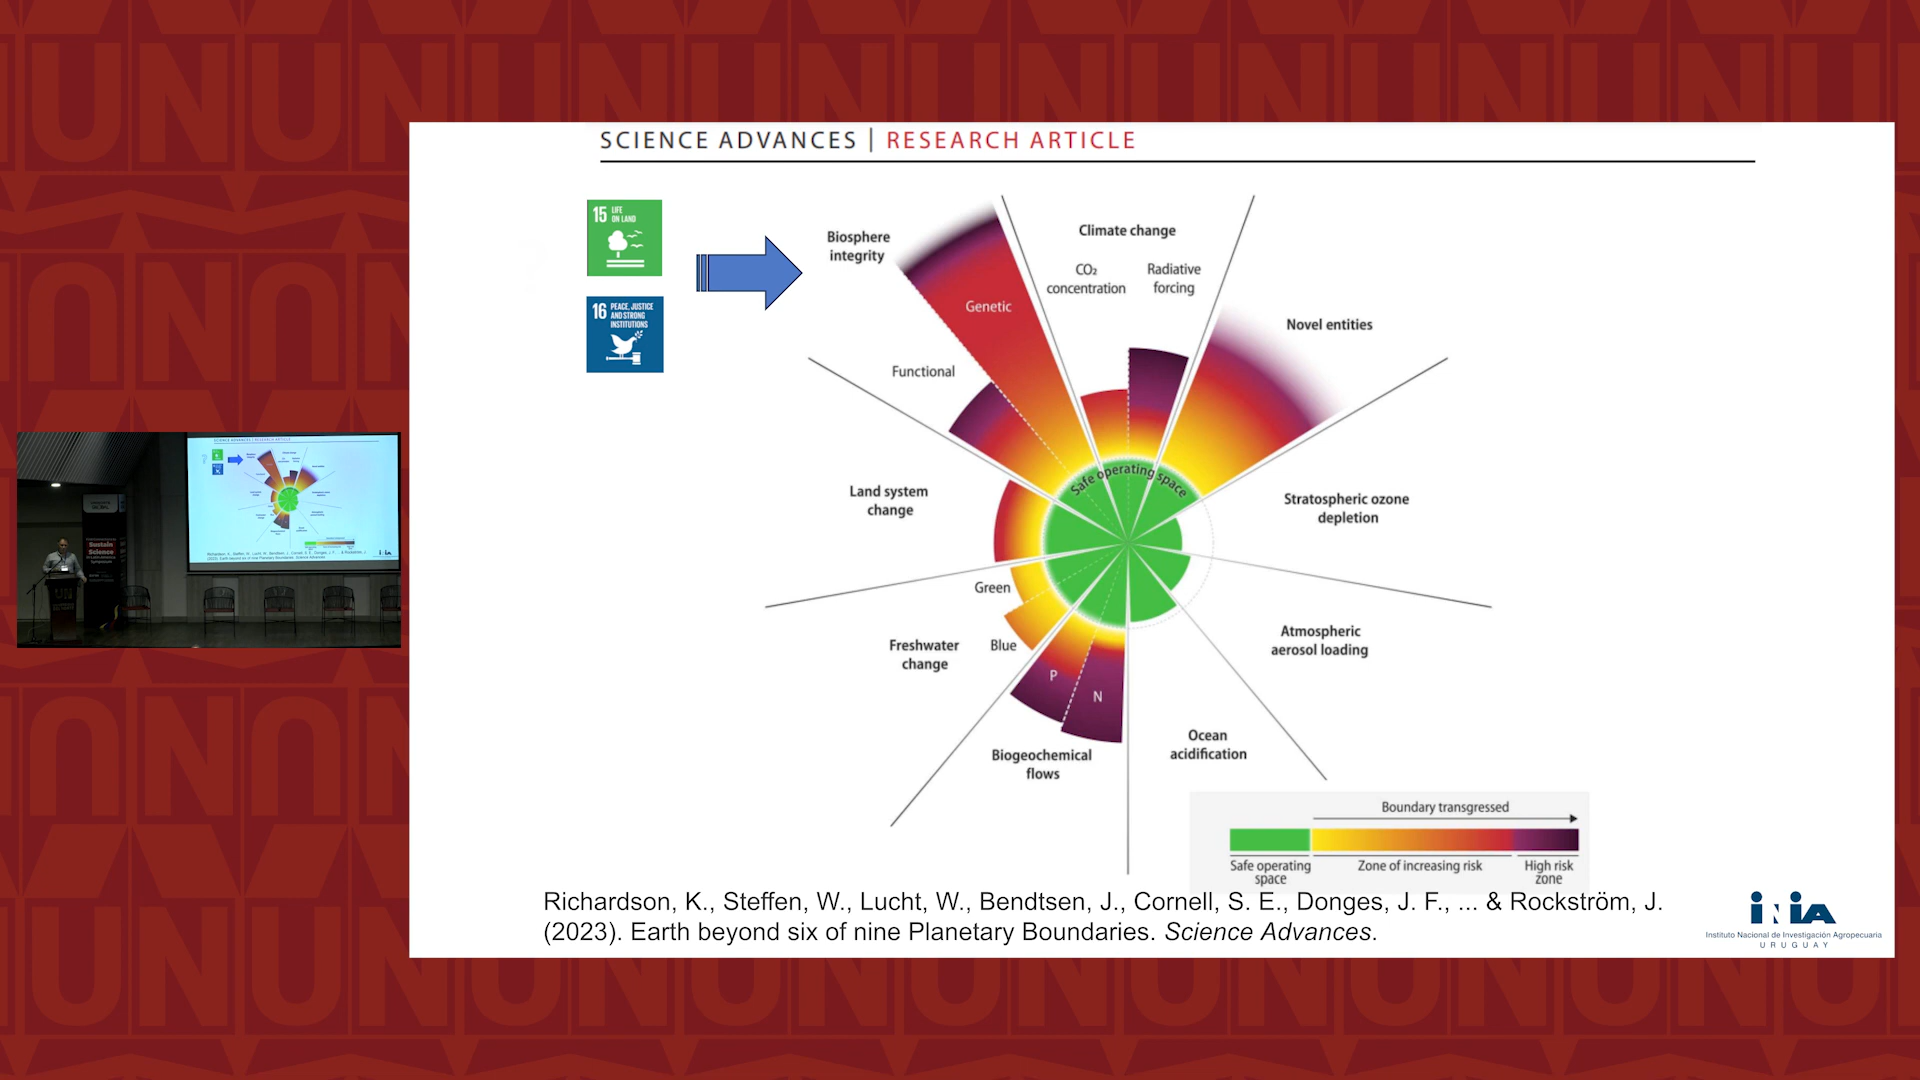 SCIENCE ADVANCES | RESEARCH ARTICLE
15 LIFE
ON LAND
16 PEACE, JUSTICE
AND STRONG
INSTITUTIONS
Biosphere
integrity
Genetic
Functional
Climate change
CO₂
concentration
Radiative
forcing
Novel entities
Safe operating space
Stratospheric ozone
depletion
Land system
change
Green
Freshwater
change
Blue
Atmospheric
aerosol loading
P
N
Biogeochemical
flows
Ocean
acidification
Boundary transgressed
Safe operating
space
Zone of increasing risk
High risk
zone
Richardson, K., Steffen, W., Lucht, W., Bendtsen, J., Cornell, S. E., Donges, J. F., ... & Rockström, J.
(2023). Earth beyond six of nine Planetary Boundaries. Science Advances.
iNiA
Instituto Nacional de Investigación Agropecuaria
URUGUAY
Sustain
Science
UN